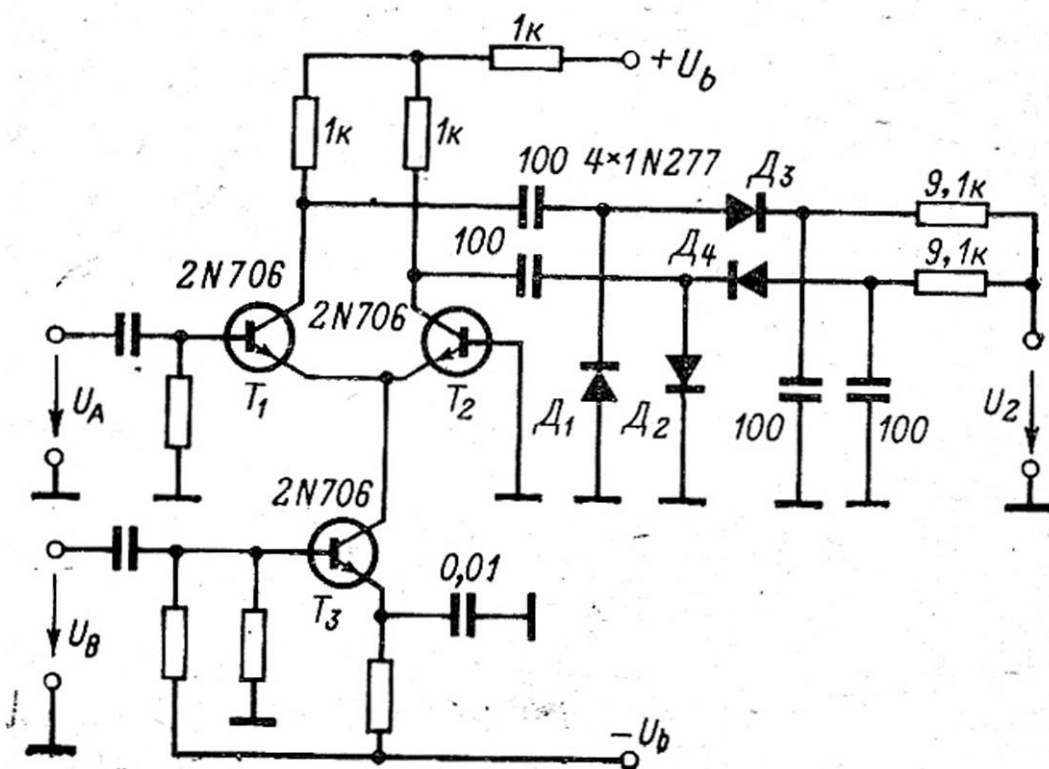 1к
+U_b
1к
1к
100 4×1N277
Д3
9,1к
100
Д4
9,1к
2N706
2N706
T1
T2
U_A
Д1
Д2
100
100
U2
2N706
0,01
T3
U_B
-U_b